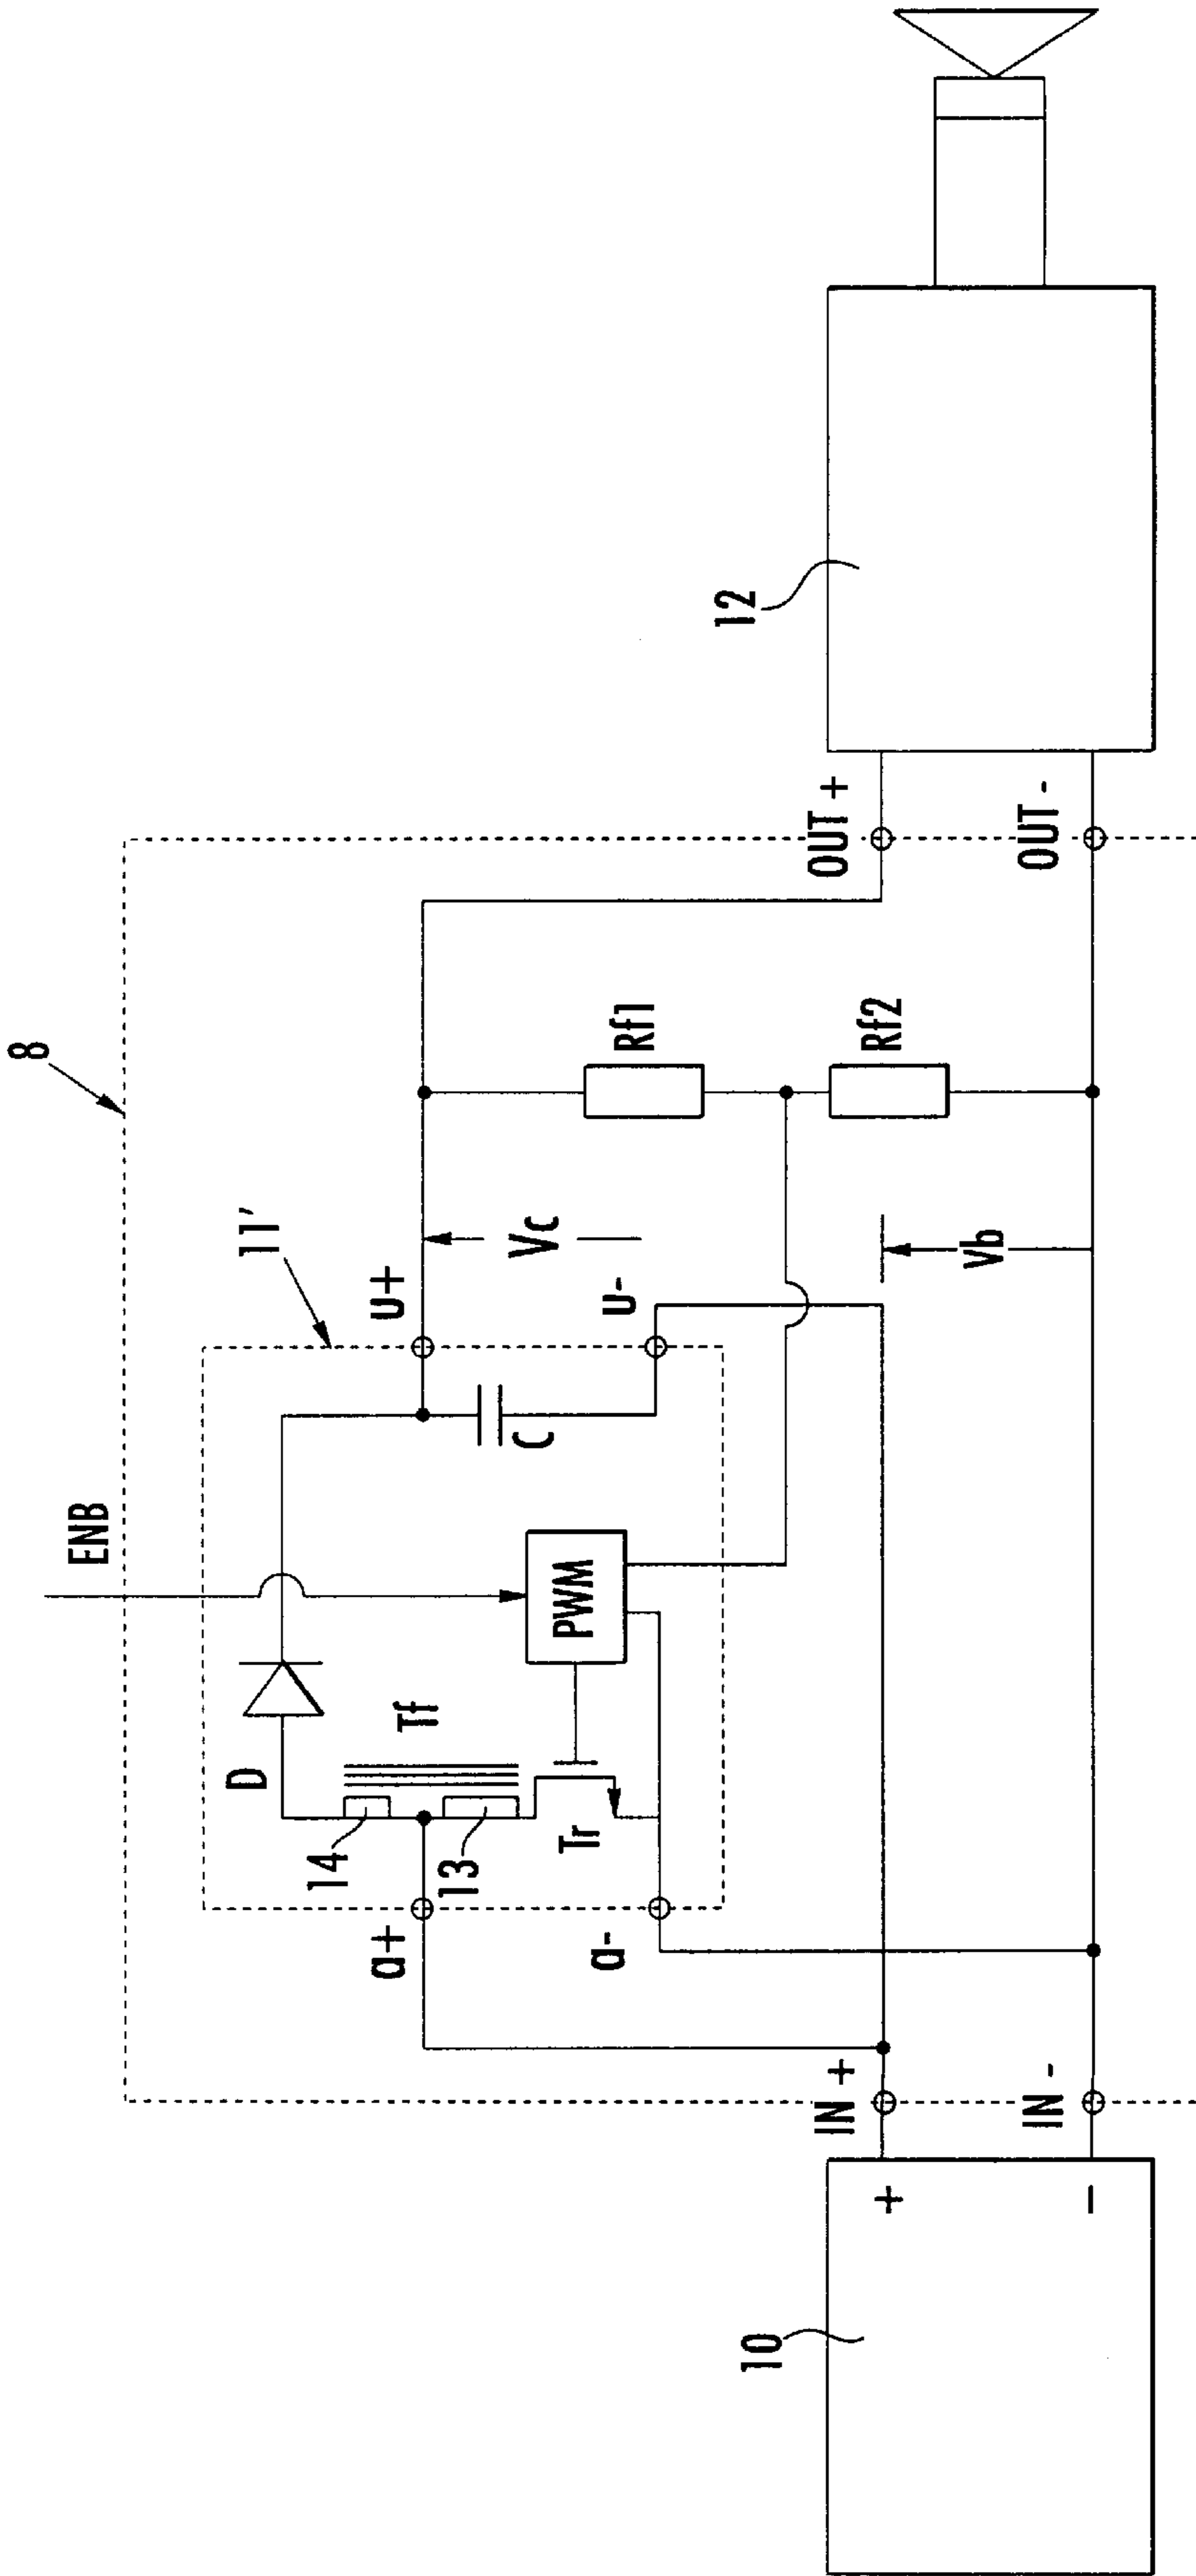 8
ENB
11'
D
Tf
14
13
Tr
PWM
C
a+
a-
u+
u-
Vc
Rf1
Rf2
Vb
IN +
IN -
OUT +
OUT -
10
+
−
12